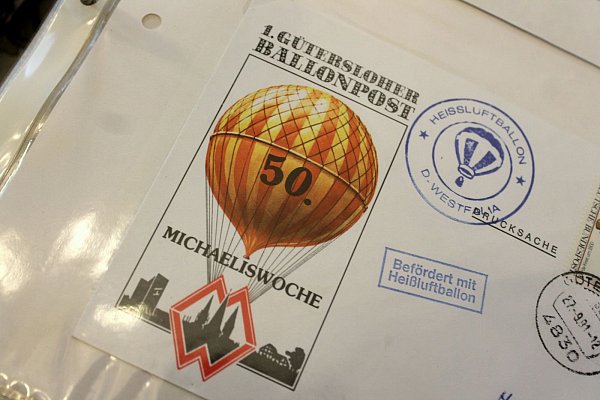 1. GÜTERSLOHER
BALLONPOST
50.
MICHAELISWOCHE
HEISSLUFTBALLON
D-WESTFALIA
DRUCKSACHE
Befördert mit
Heißluftballon
4830